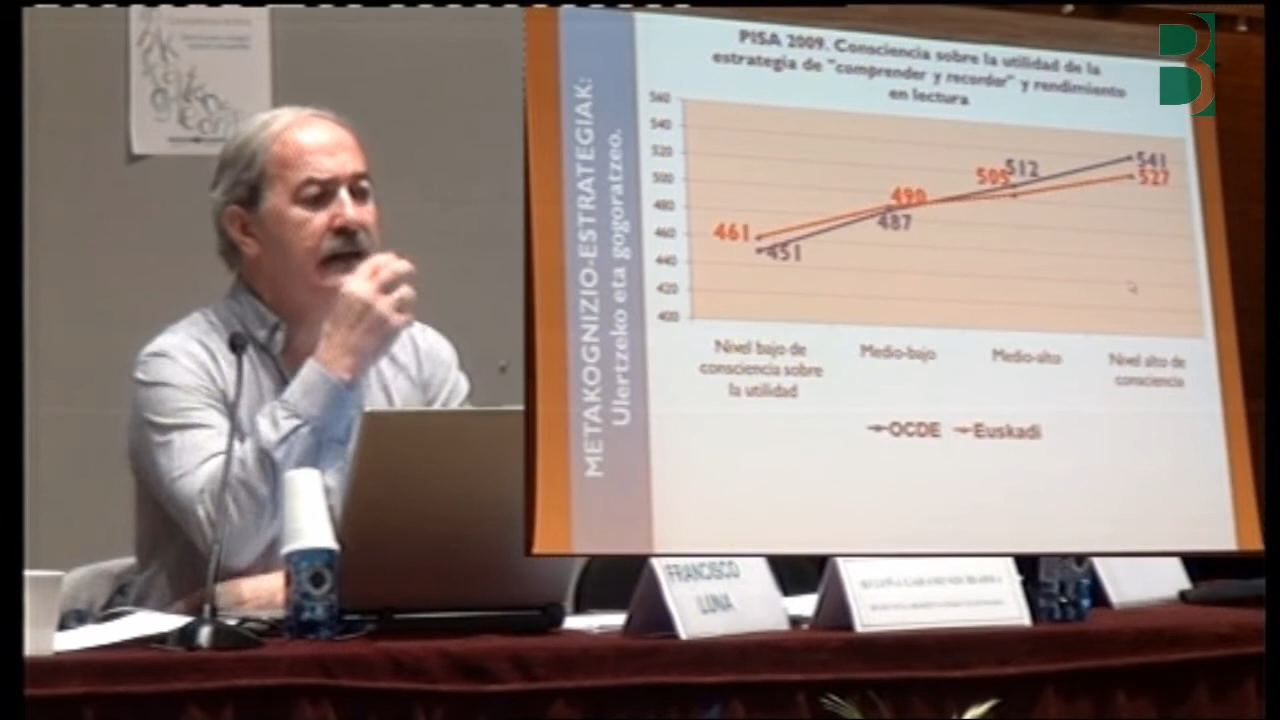 PISA 2009. Consciencia sobre la utilidad de la
estrategia de "comprender y recordar" y rendimiento
en lectura
METAKOGNIZIO-ESTRATEGIAK:
Ulertzeko eta gogoratzeo.
560
540
520
500
480
460
440
420
400
461
451
490
487
505
512
541
527
Nivel bajo de
consciencia sobre
la utilidad
Medio-bajo
Medio-alto
Nivel alto de
consciencia
OCDE
Euskadi
FRANCISCO
LUNA
B